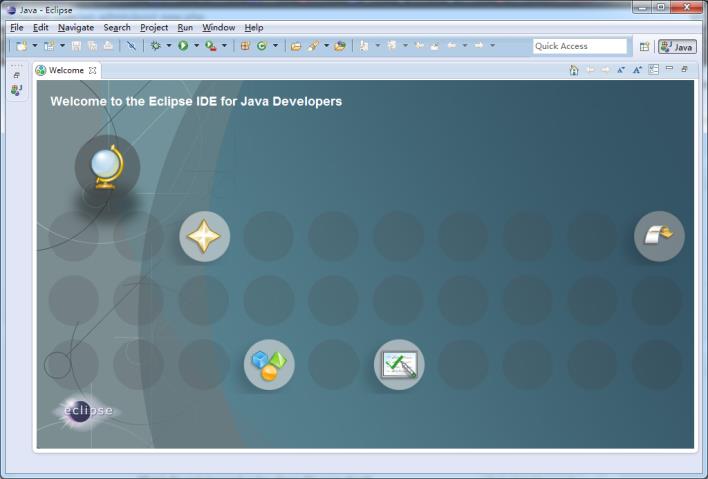 Java - Eclipse
File Edit Navigate Search Project Run Window Help
Quick Access
Java
Welcome
Welcome to the Eclipse IDE for Java Developers
eclipse